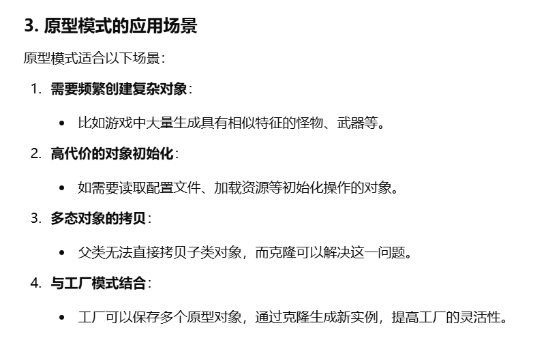 3. 原型模式的应用场景
原型模式适合以下场景：
1. 需要频繁创建复杂对象：
• 比如游戏中大量生成具有相似特征的怪物、武器等。
2. 高代价的对象初始化：
• 如需要读取配置文件、加载资源等初始化操作的对象。
3. 多态对象的拷贝：
• 父类无法直接拷贝子类对象，而克隆可以解决这一问题。
4. 与工厂模式结合：
• 工厂可以保存多个原型对象，通过克隆生成新实例，提高工厂的灵活性。